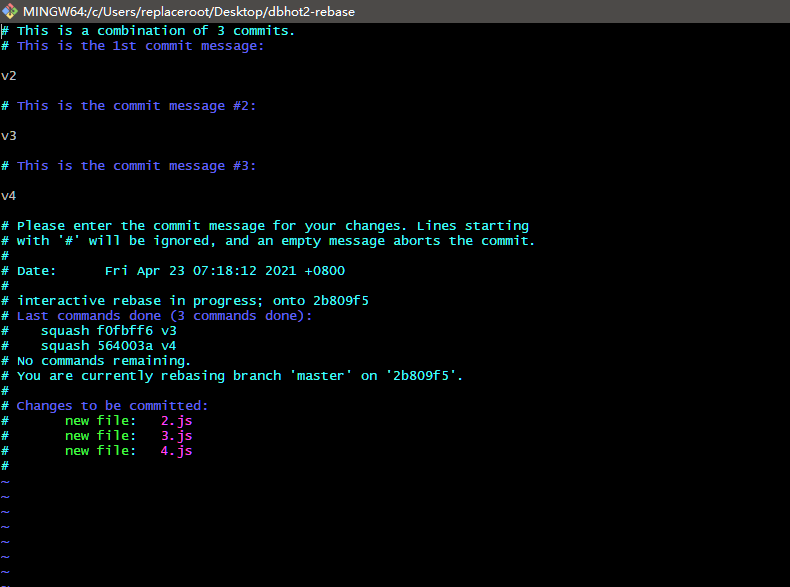 MINGW64:/c/Users/replaceroot/Desktop/dbhot2-rebase
# This is a combination of 3 commits.
# This is the 1st commit message:
v2
# This is the commit message #2:
v3
# This is the commit message #3:
v4
# Please enter the commit message for your changes. Lines starting
# with '#' will be ignored, and an empty message aborts the commit.
#
# Date:      Fri Apr 23 07:18:12 2021 +0800
#
# interactive rebase in progress; onto 2b809f5
# Last commands done (3 commands done):
#    squash f0fbff6 v3
#    squash 564003a v4
# No commands remaining.
# You are currently rebasing branch 'master' on '2b809f5'.
#
# Changes to be committed:
#       new file:   2.js
#       new file:   3.js
#       new file:   4.js
#
~
~
~
~
~
~
~